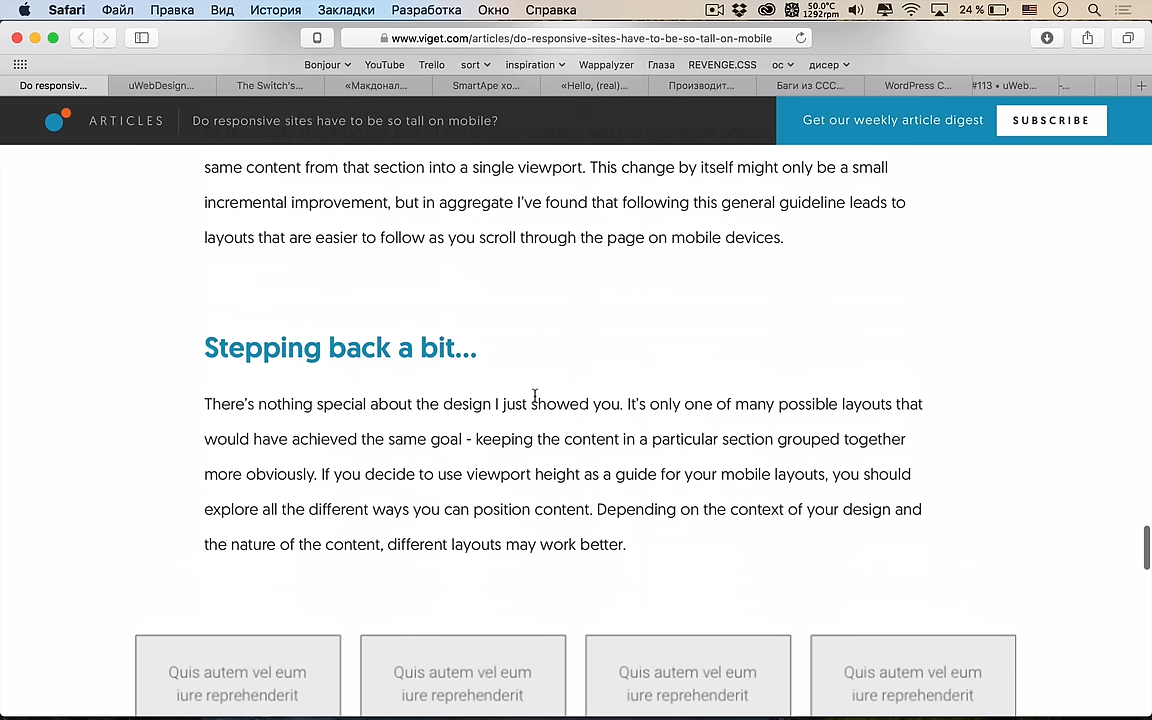 Safari Файл Правка Вид История Закладки Разработка Окно Справка 50.0°C 1292rpm 24 %
www.viget.com/articles/do-responsive-sites-have-to-be-so-tall-on-mobile
Bonjour YouTube Trello sort inspiration Wappalyzer Глаза REVENGE.CSS ос дисер
Do responsiv... uWebDesign... The Switch's... «Макдонал... SmartApe хо... «Hello, (real)... Производит... Баги из ССС... WordPress C... #113 • uWeb... -...
ARTICLES Do responsive sites have to be so tall on mobile? Get our weekly article digest SUBSCRIBE
same content from that section into a single viewport. This change by itself might only be a small
incremental improvement, but in aggregate I've found that following this general guideline leads to
layouts that are easier to follow as you scroll through the page on mobile devices.
Stepping back a bit...
There's nothing special about the design I just showed you. It's only one of many possible layouts that
would have achieved the same goal - keeping the content in a particular section grouped together
more obviously. If you decide to use viewport height as a guide for your mobile layouts, you should
explore all the different ways you can position content. Depending on the context of your design and
the nature of the content, different layouts may work better.
Quis autem vel eum Quis autem vel eum Quis autem vel eum Quis autem vel eum
iure reprehenderit iure reprehenderit iure reprehenderit iure reprehenderit